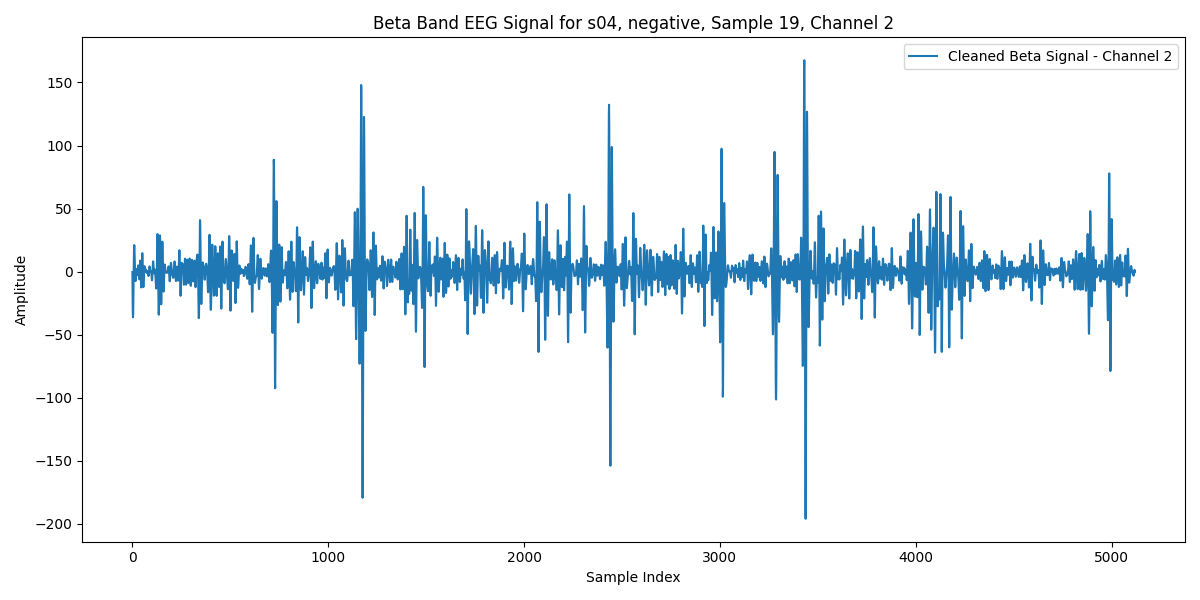 Beta Band EEG Signal for s04, negative, Sample 19, Channel 2
Cleaned Beta Signal - Channel 2
150
100
50
0
−50
−100
−150
−200
Amplitude
0 1000 2000 3000 4000 5000
Sample Index